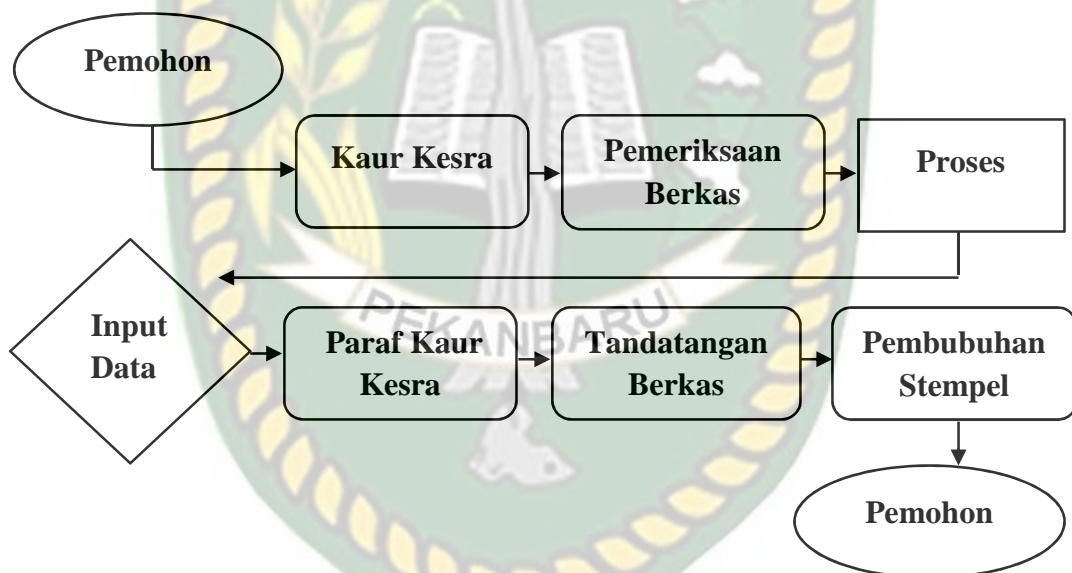 Pemohon
Kaur Kesra
Pemeriksaan
Berkas
Proses
PEKANBARU
Input
Data
Paraf Kaur
Kesra
Tandatangan
Berkas
Pembubuhan
Stempel
Pemohon